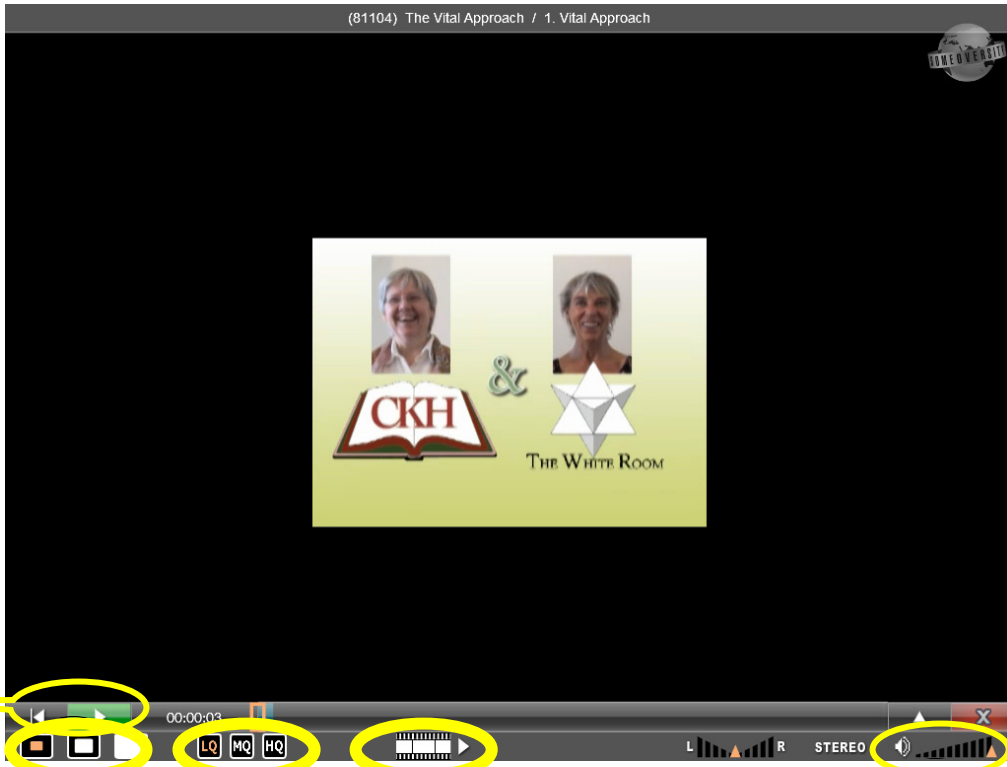 (81104) The Vital Approach / 1. Vital Approach
&
CKH
THE WHITE ROOM
00:00:03
LQ MQ HQ
L R STEREO
X